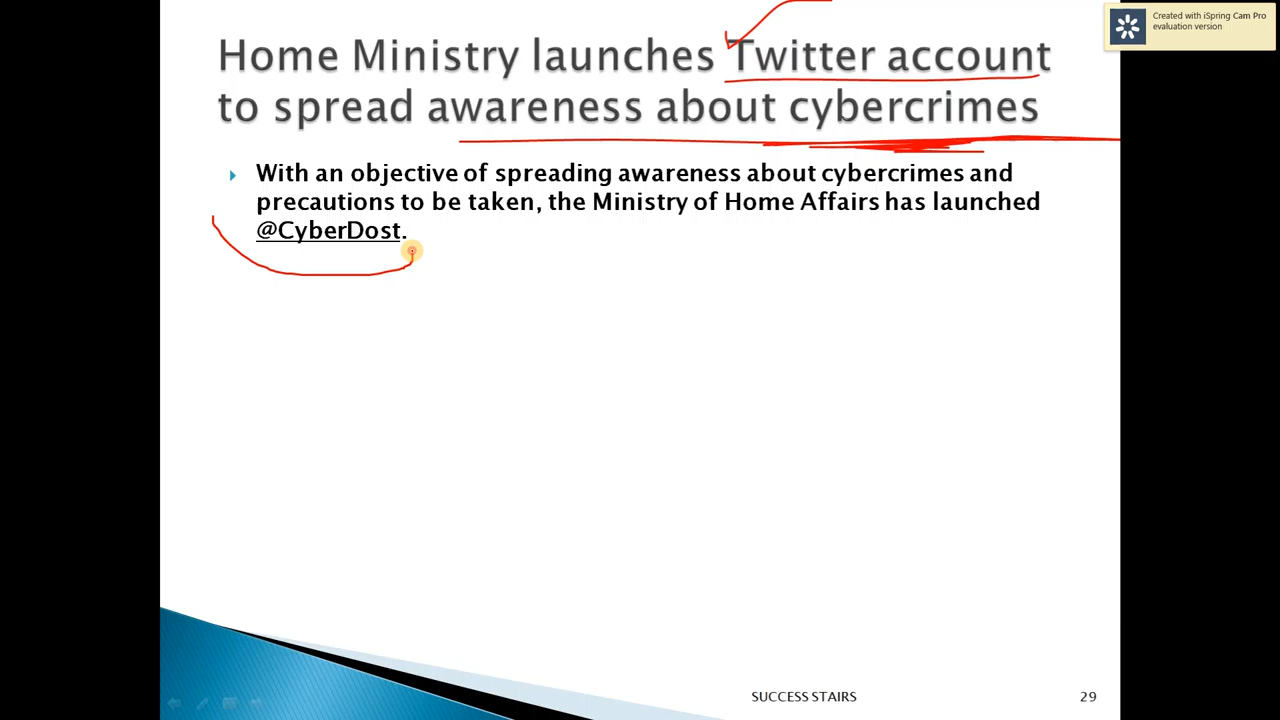 Created with iSpring Cam Pro
evaluation version
Home Ministry launches Twitter account
to spread awareness about cybercrimes
With an objective of spreading awareness about cybercrimes and
precautions to be taken, the Ministry of Home Affairs has launched
@CyberDost.
SUCCESS STAIRS
29